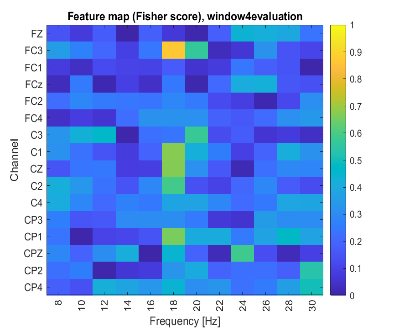 Feature map (Fisher score), window4evaluation
FZ
FC3
FC1
FCz
FC2
FC4
C3
C1
CZ
C2
C4
CP3
CP1
CPZ
CP2
CP4
Channel
8 10 12 14 16 18 20 22 24 26 28 30
Frequency [Hz]
1
0.9
0.8
0.7
0.6
0.5
0.4
0.3
0.2
0.1
0